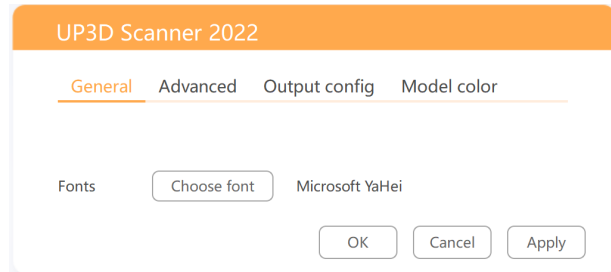 UP3D Scanner 2022
General Advanced Output config Model color
Fonts Choose font Microsoft YaHei
OK Cancel Apply